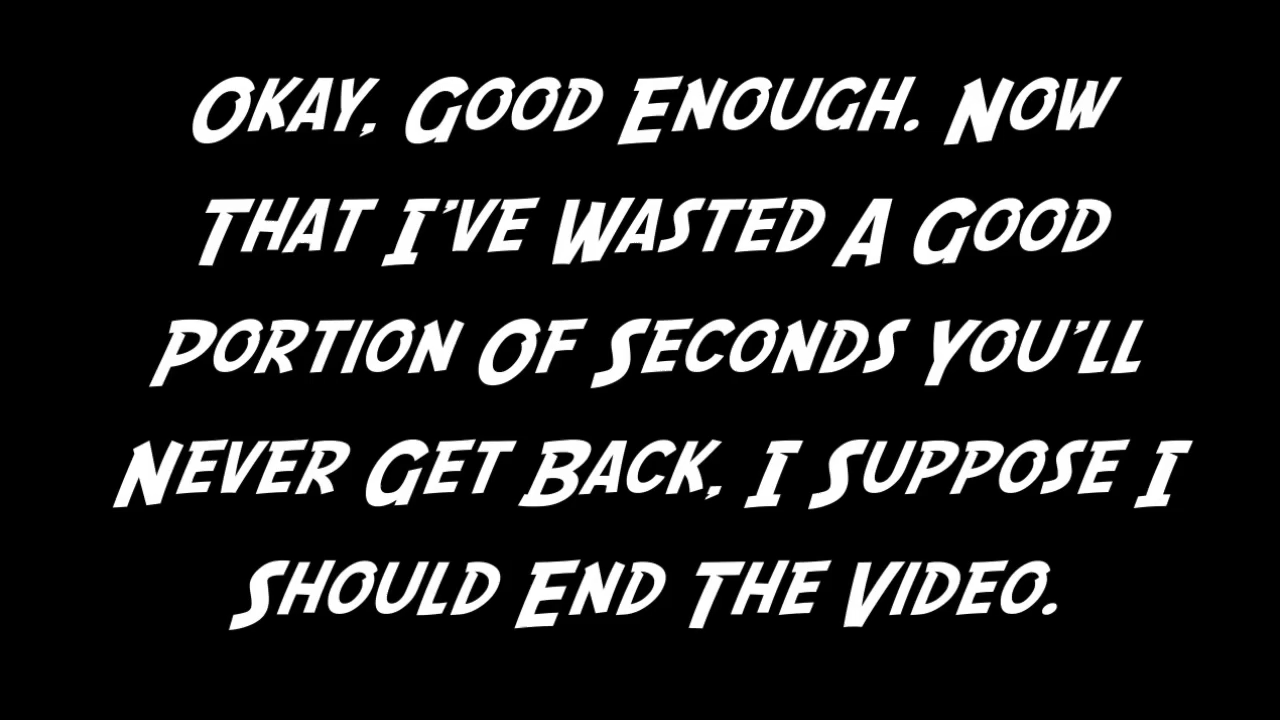 Okay, Good Enough. Now
That I've Wasted A Good
Portion Of Seconds You'll
Never Get Back, I Suppose I
Should End The Video.